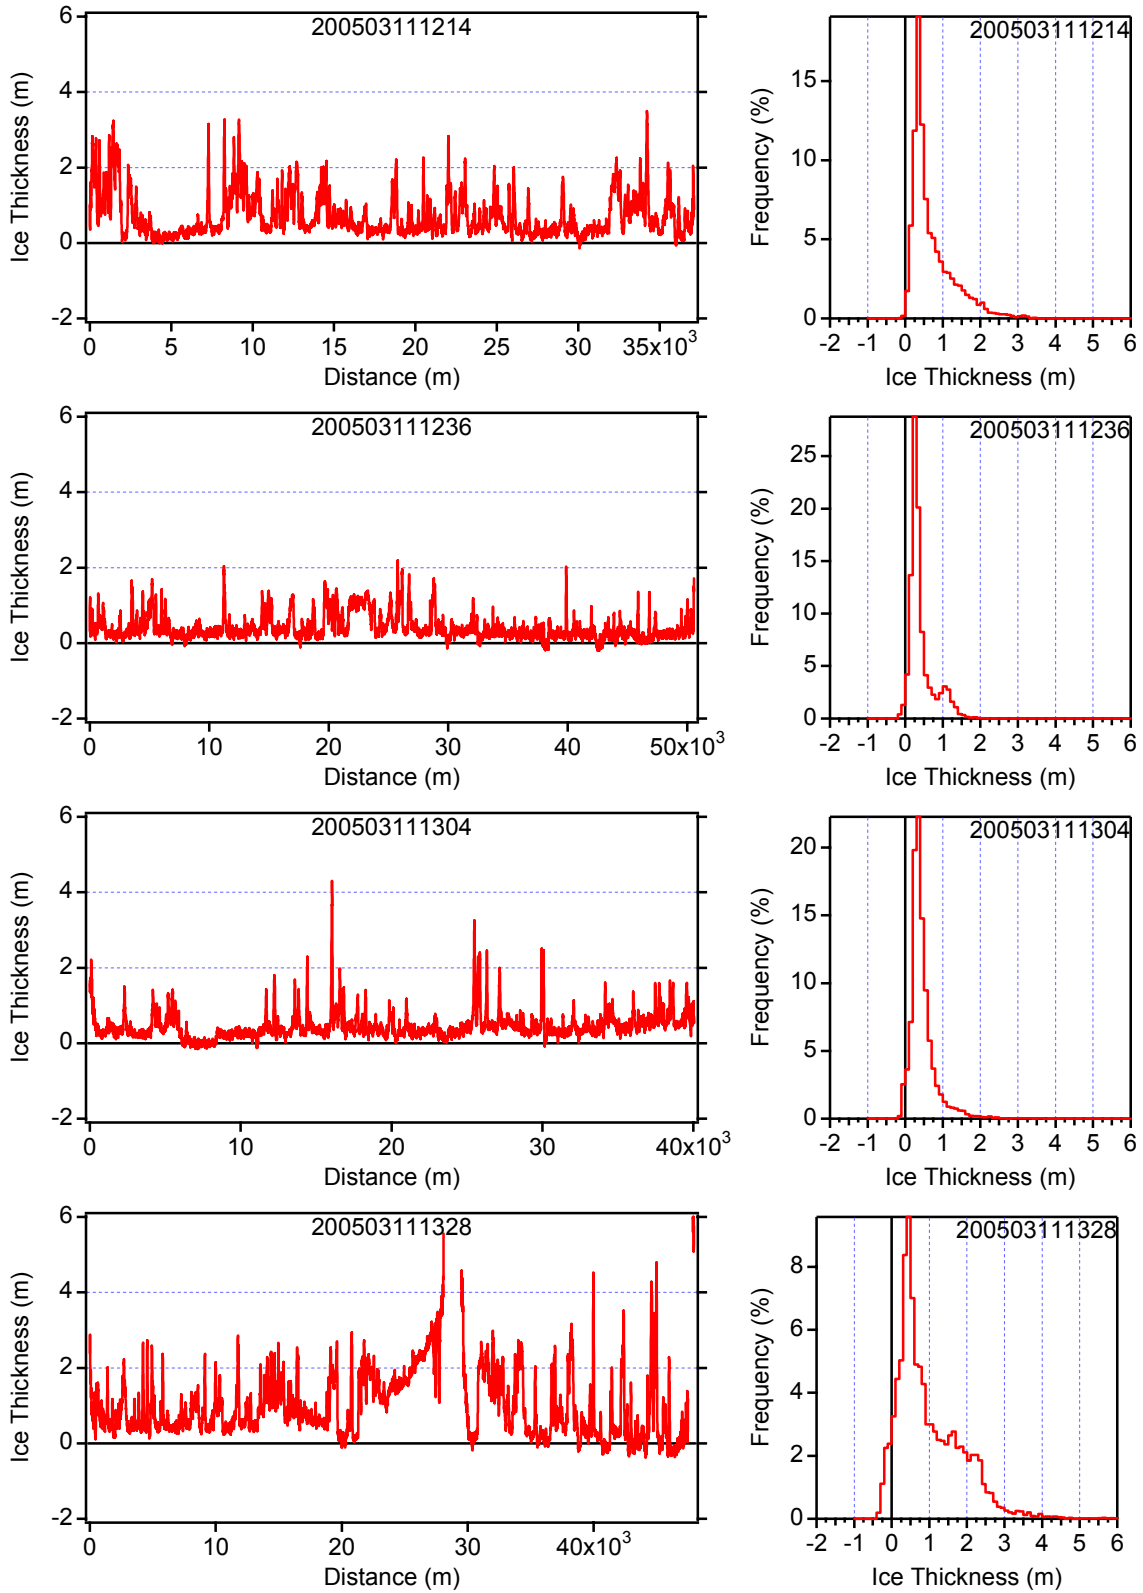 200503111214
Ice Thickness (m)
6
4
2
0
-2
0 5 10 15 20 25 30 35x10³
Distance (m)
200503111214
Frequency (%)
15
10
5
0
-2 -1 0 1 2 3 4 5 6
Ice Thickness (m)
200503111236
Ice Thickness (m)
6
4
2
0
-2
0 10 20 30 40 50x10³
Distance (m)
200503111236
Frequency (%)
25
20
15
10
5
0
-2 -1 0 1 2 3 4 5 6
Ice Thickness (m)
200503111304
Ice Thickness (m)
6
4
2
0
-2
0 10 20 30 40x10³
Distance (m)
200503111304
Frequency (%)
20
15
10
5
0
-2 -1 0 1 2 3 4 5 6
Ice Thickness (m)
200503111328
Ice Thickness (m)
6
4
2
0
-2
0 10 20 30 40x10³
Distance (m)
200503111328
Frequency (%)
8
6
4
2
0
-2 -1 0 1 2 3 4 5 6
Ice Thickness (m)